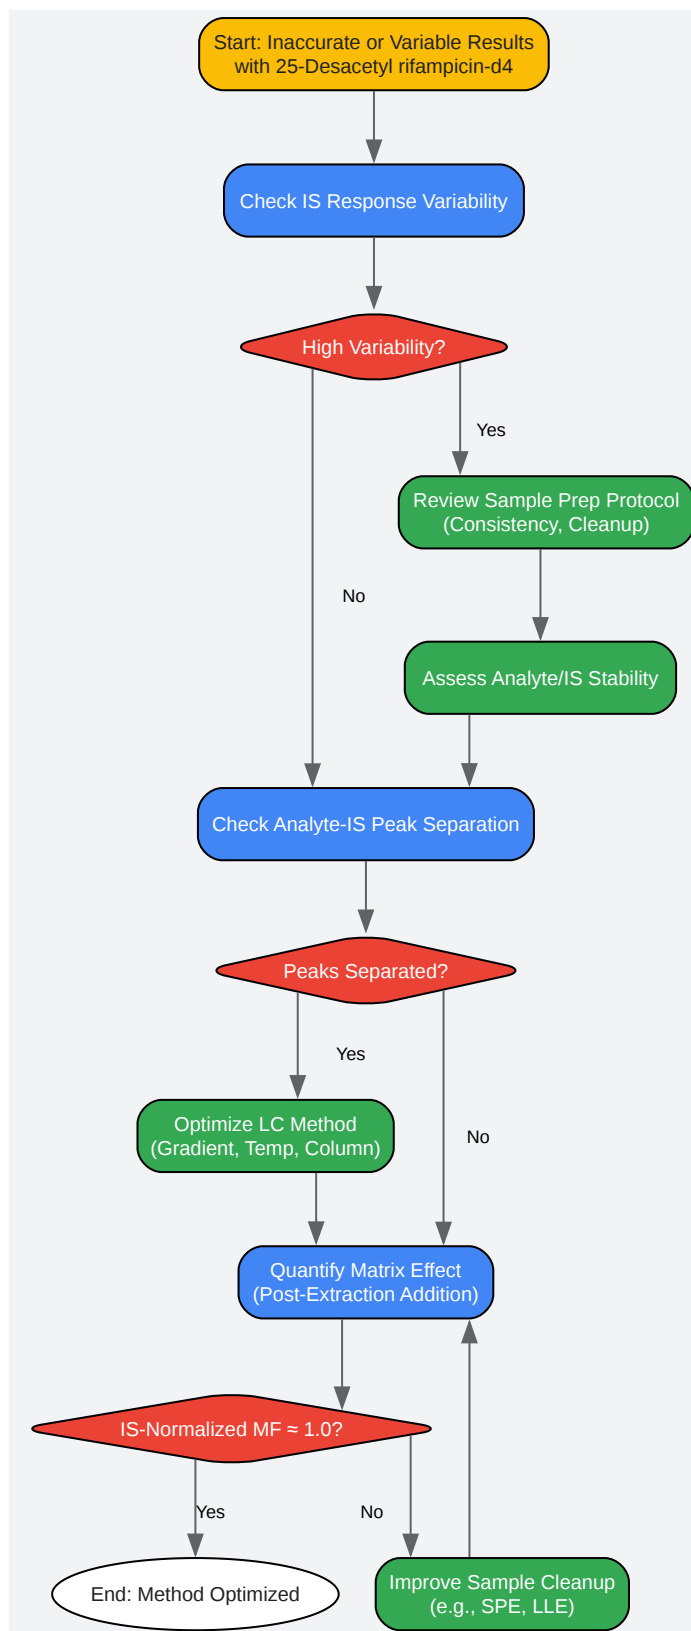 Start: Inaccurate or Variable Results
with 25-Desacetyl rifampicin-d4
Check IS Response Variability
High Variability?
Yes
Review Sample Prep Protocol
(Consistency, Cleanup)
No
Assess Analyte/IS Stability
Check Analyte-IS Peak Separation
Peaks Separated?
Yes
Optimize LC Method
(Gradient, Temp, Column)
No
Quantify Matrix Effect
(Post-Extraction Addition)
IS-Normalized MF ≈ 1.0?
Yes
No
End: Method Optimized
Improve Sample Cleanup
(e.g., SPE, LLE)